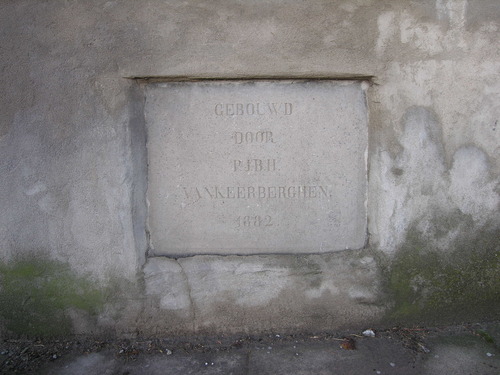 GEBOUWD
DOOR
P.J.B.H.
VANKEERBERGHEN.
1882